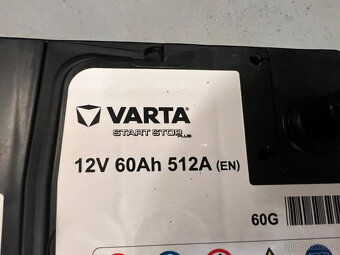 VARTA
START STOP PLUS
12V 60Ah 512A (EN)
60G